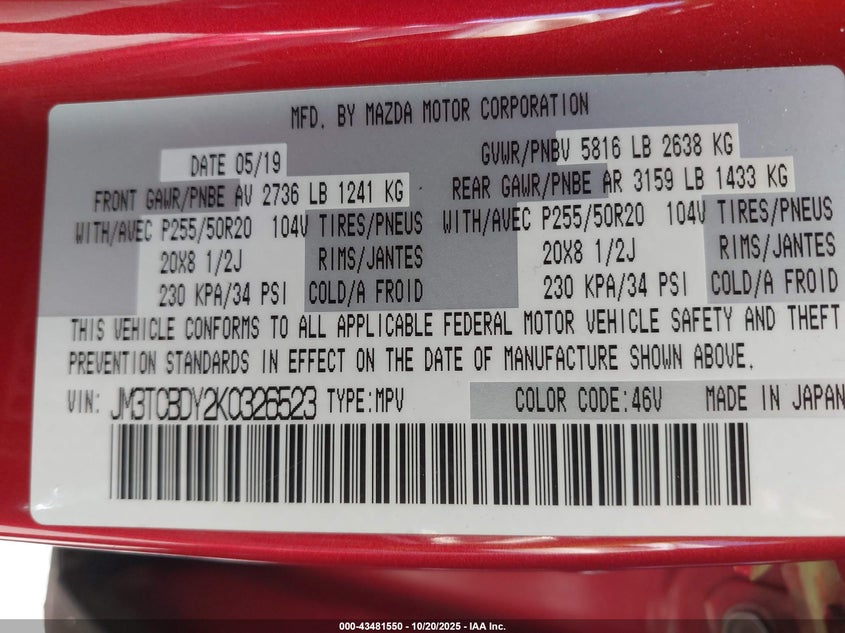 MFD. BY MAZDA MOTOR CORPORATION
DATE 05/19 GVWR/PNBV 5816 LB 2638 KG
FRONT GAWR/PNBE AV 2736 LB 1241 KG REAR GAWR/PNBE AR 3159 LB 1433 KG
WITH/AVEC P255/50R20 104V TIRES/PNEUS WITH/AVEC P255/50R20 104V TIRES/PNEUS
20X8 1/2J RIMS/JANTES 20X8 1/2J RIMS/JANTES
230 KPA/34 PSI COLD/A FROID 230 KPA/34 PSI COLD/A FROID
THIS VEHICLE CONFORMS TO ALL APPLICABLE FEDERAL MOTOR VEHICLE SAFETY AND THEFT
PREVENTION STANDARDS IN EFFECT ON THE DATE OF MANUFACTURE SHOWN ABOVE.
VIN: JM3TCBDY2K0326523 TYPE:MPV COLOR CODE:46V MADE IN JAPAN
000-43481550 - 10/20/2025 - IAA Inc.